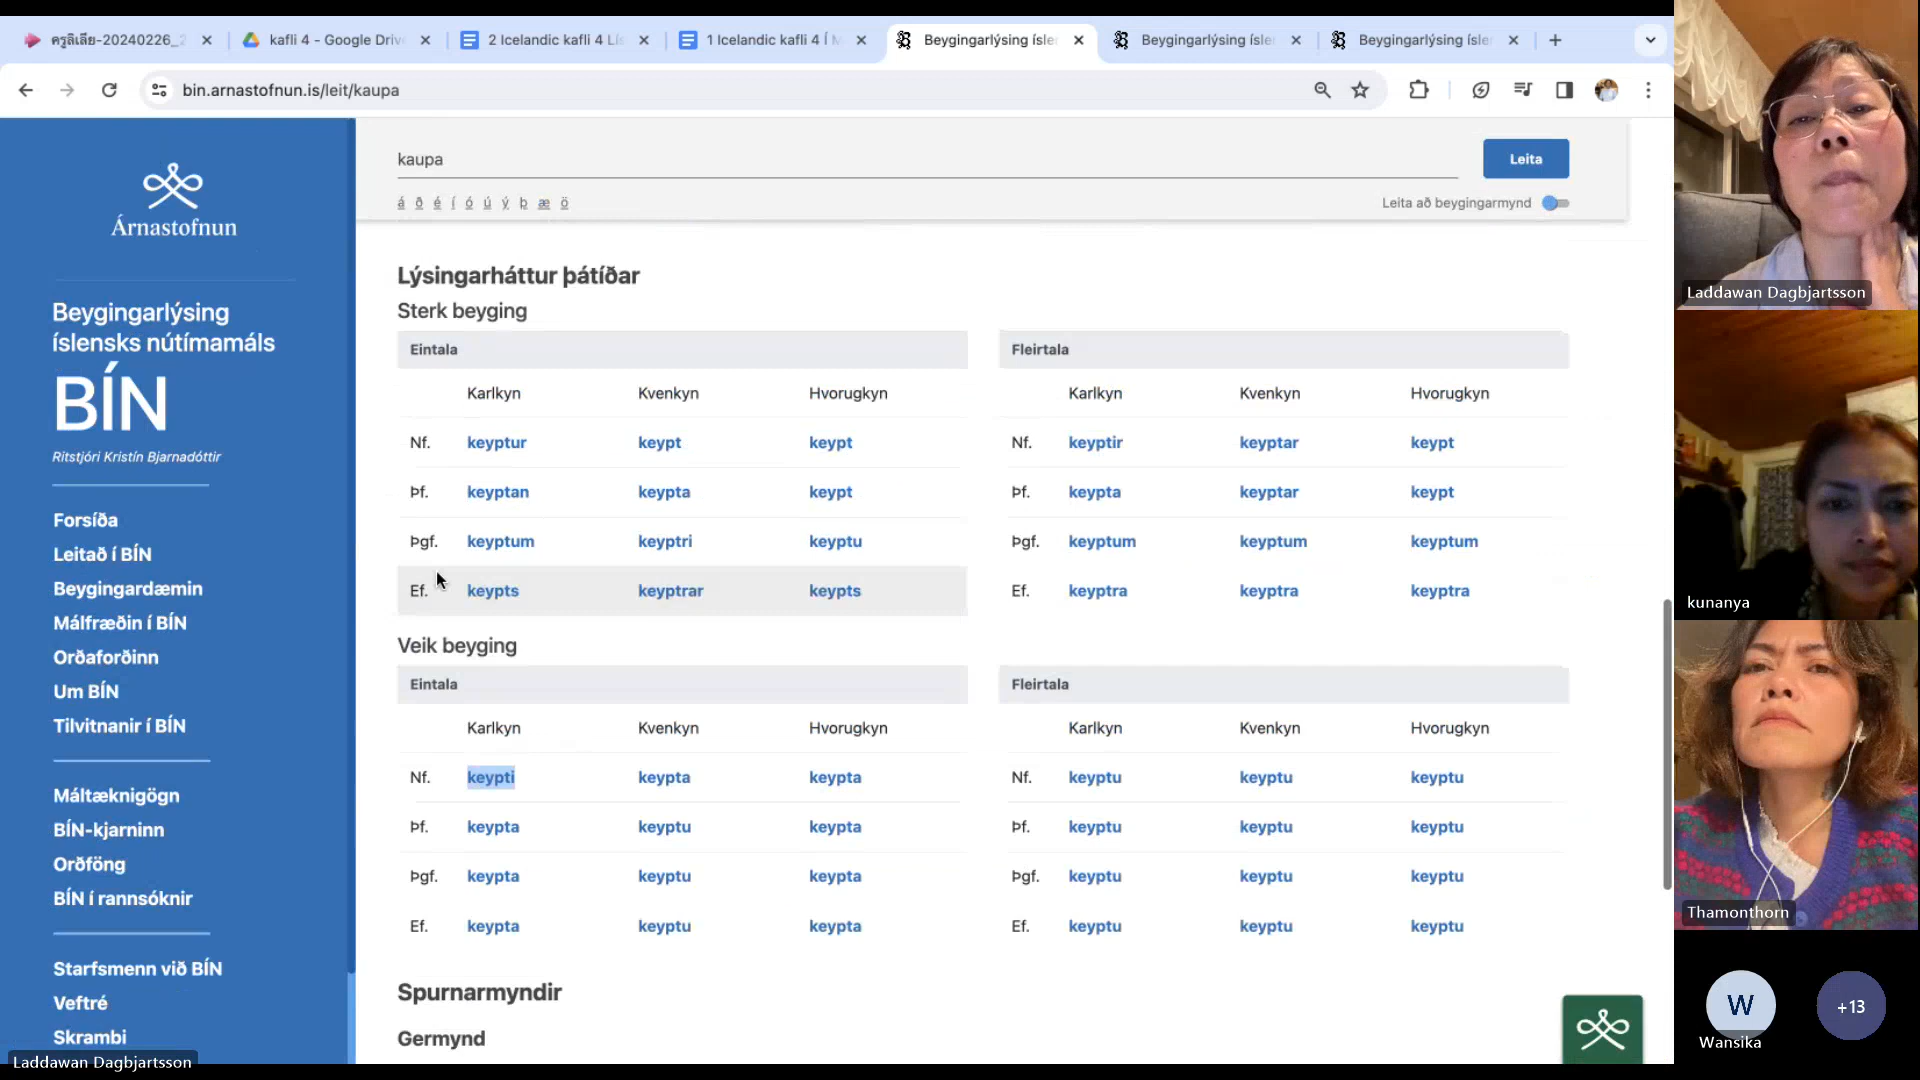 kafli 4 - Google Driv
2 Icelandic kafli 4 Lí
1 Icelandic kafli 4 Í
Beygingarlýsing ísle
Beygingarlýsing ísle
Beygingarlýsing ísle
bin.arnastofnun.is/leit/kaupa
Árnastofnun
Beygingarlýsing
íslensks nútímamáls
BÍN
Ritstjóri Kristín Bjarnadóttir
Forsíða
Leitað í BÍN
Beygingardæmin
Málfræðin í BÍN
Orðaforðinn
Um BÍN
Tilvitnanir í BÍN
Máltæknigögn
BÍN-kjarninn
Orðföng
BÍN í rannsóknir
Starfsmenn við BÍN
Veftré
Skrambi
kaupa
Leita
á ð é í ó ú ý þ æ ö
Leita að beygingarmynd
Lýsingarháttur þátíðar
Sterk beyging
Eintala
Karlkyn Kvenkyn Hvorugkyn
Nf. keyptur keypt keypt
Þf. keyptan keypta keypt
Þgf. keyptum keyptri keyptu
Ef. keypts keyptrar keypts
Fleirtala
Karlkyn Kvenkyn Hvorugkyn
Nf. keyptir keyptar keypt
Þf. keypta keyptar keypt
Þgf. keyptum keyptum keyptum
Ef. keyptra keyptra keyptra
Veik beyging
Eintala
Karlkyn Kvenkyn Hvorugkyn
Nf. keypti keypta keypta
Þf. keypta keyptu keypta
Þgf. keypta keyptu keypta
Ef. keypta keyptu keypta
Fleirtala
Karlkyn Kvenkyn Hvorugkyn
Nf. keyptu keyptu keyptu
Þf. keyptu keyptu keyptu
Þgf. keyptu keyptu keyptu
Ef. keyptu keyptu keyptu
Spurnarmyndir
Germynd
Laddawan Dagbjartsson
Laddawan Dagbjartsson
kunanya
Thamonthorn
W
Wansika
+13